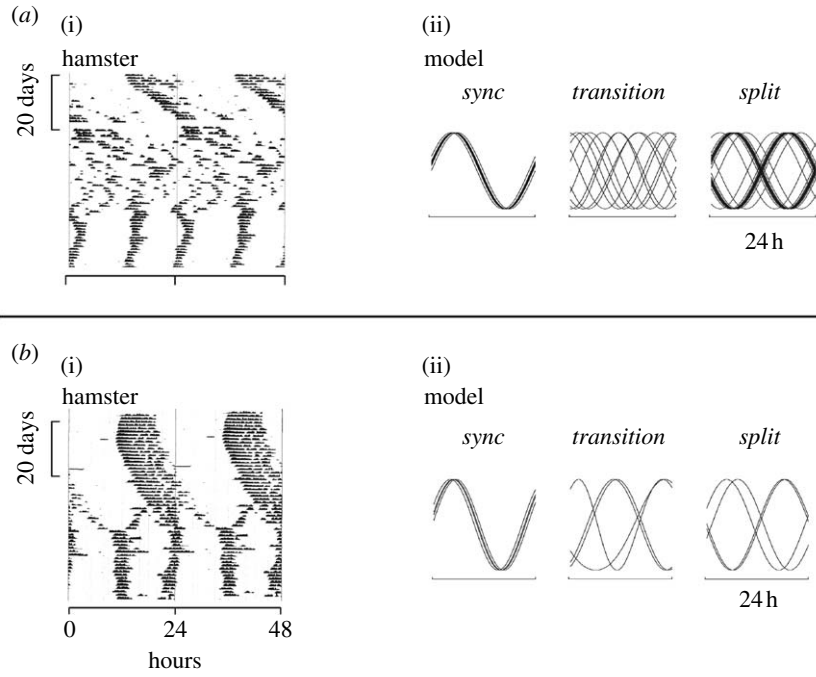 (a) (i) (ii)
hamster model
20 days
sync transition split
24 h
(b) (i) (ii)
hamster model
20 days
sync transition split
24 h
0 24 48
hours